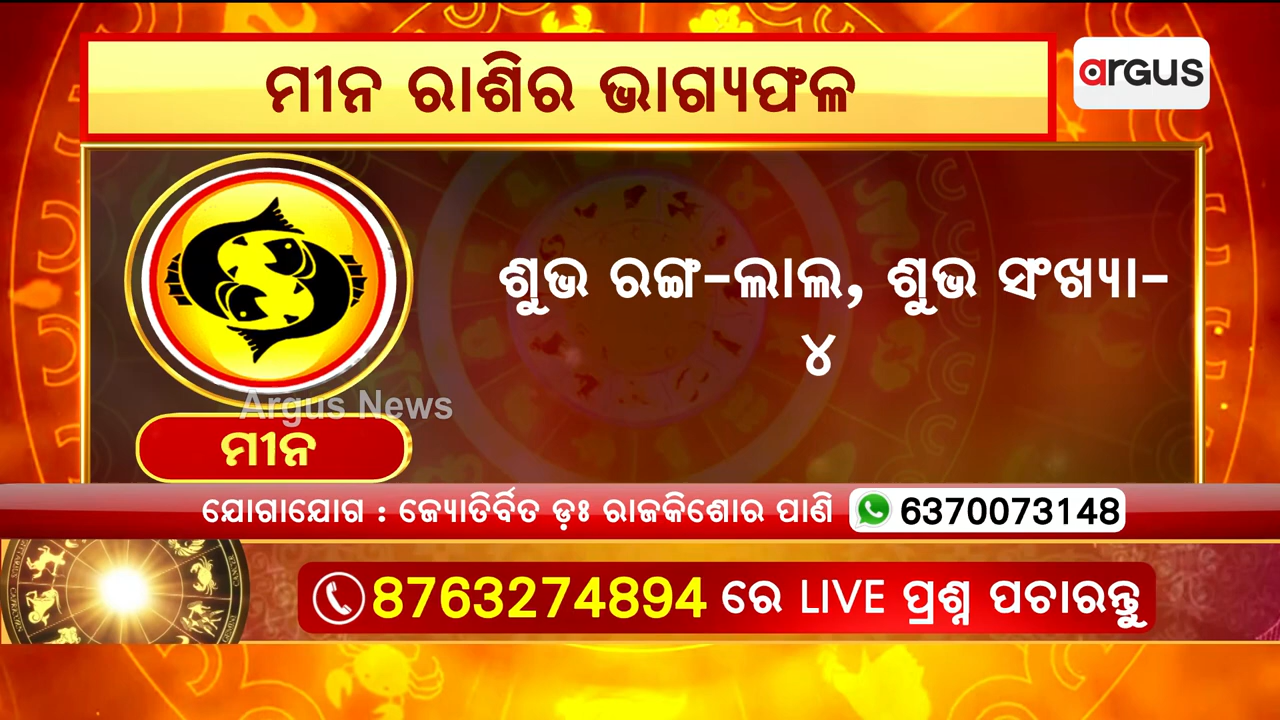 ମୀନ ରାଶିର ଭାଗ୍ୟଫଳ
argus
ଶୁଭ ରଙ୍ଗ-ଲାଲ, ଶୁଭ ସଂଖ୍ୟା-
୪
Argus News
ମୀନ
ଯୋଗାଯୋଗ : ଜ୍ୟୋତିର୍ବିତ ଡ଼ଃ ରାଜକିଶୋର ପାଣି 6370073148
8763274894 ରେ LIVE ପ୍ରଶ୍ନ ପଚାରନ୍ତୁ